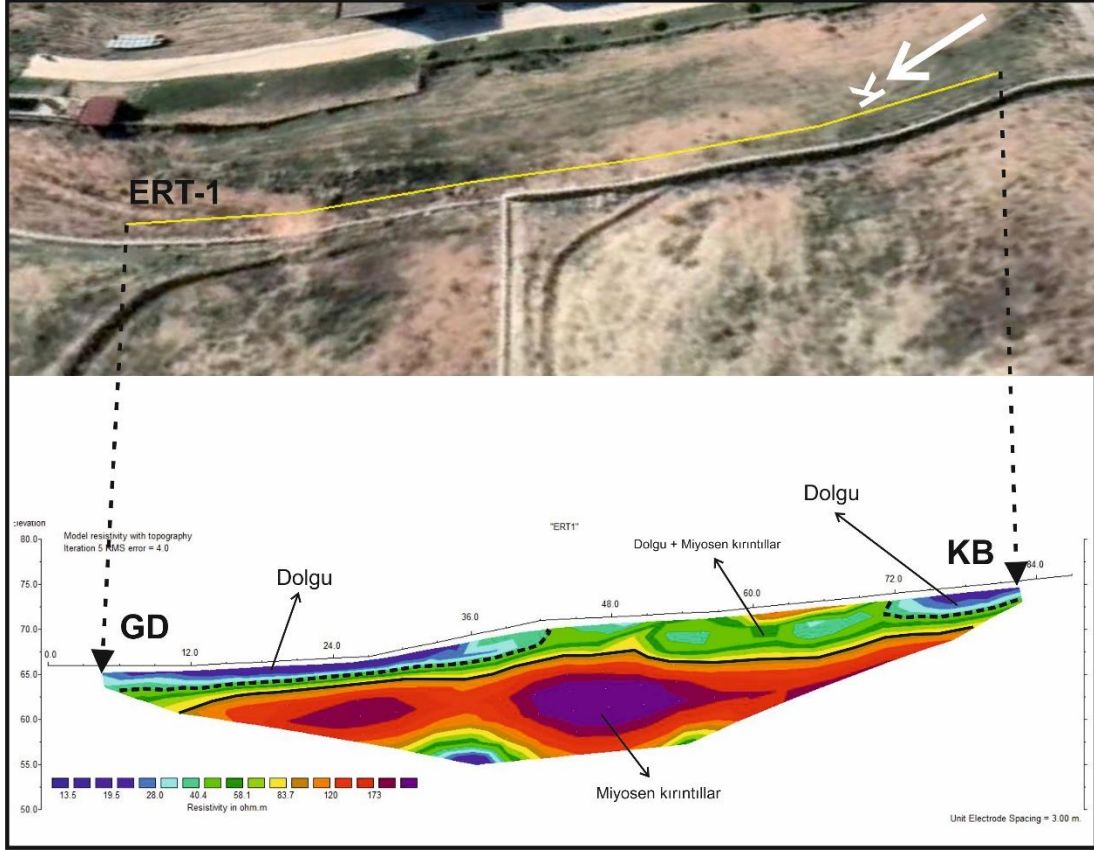 K
ERT-1
Elevation
80.0
Model resistivity with topography
Iteration 5 RMS error = 4.0
"ERT1"
Dolgu
Dolgu + Miyosen kırıntıllar
KB
84.0
75.0
Dolgu
72.0
60.0
48.0
36.0
GD
70.0
24.0
12.0
0.0
65.0
60.0
55.0
50.0
Miyosen kırıntıllar
13.5 19.5 28.0 40.4 58.1 83.7 120 173
Resistivity in ohm.m
Unit Electrode Spacing = 3.00 m.